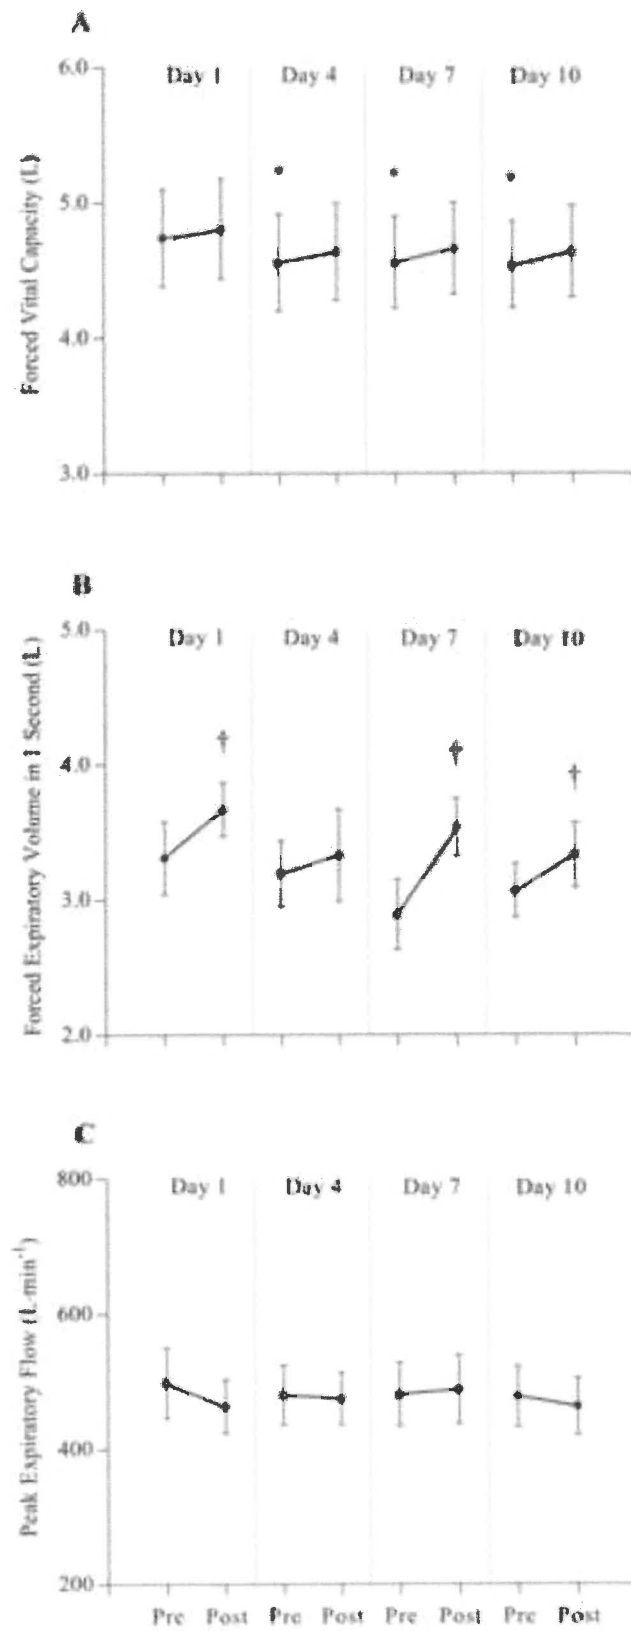 A
6.0
Day 1 Day 4 Day 7 Day 10
5.0
4.0
3.0
Forced Vital Capacity (L)
B
5.0
Day 1 Day 4 Day 7 Day 10
† † †
4.0
3.0
2.0
Forced Expiratory Volume in 1 Second (L)
C
800
Day 1 Day 4 Day 7 Day 10
600
400
200
Peak Expiratory Flow (L·min⁻¹)
Pre Post Pre Post Pre Post Pre Post